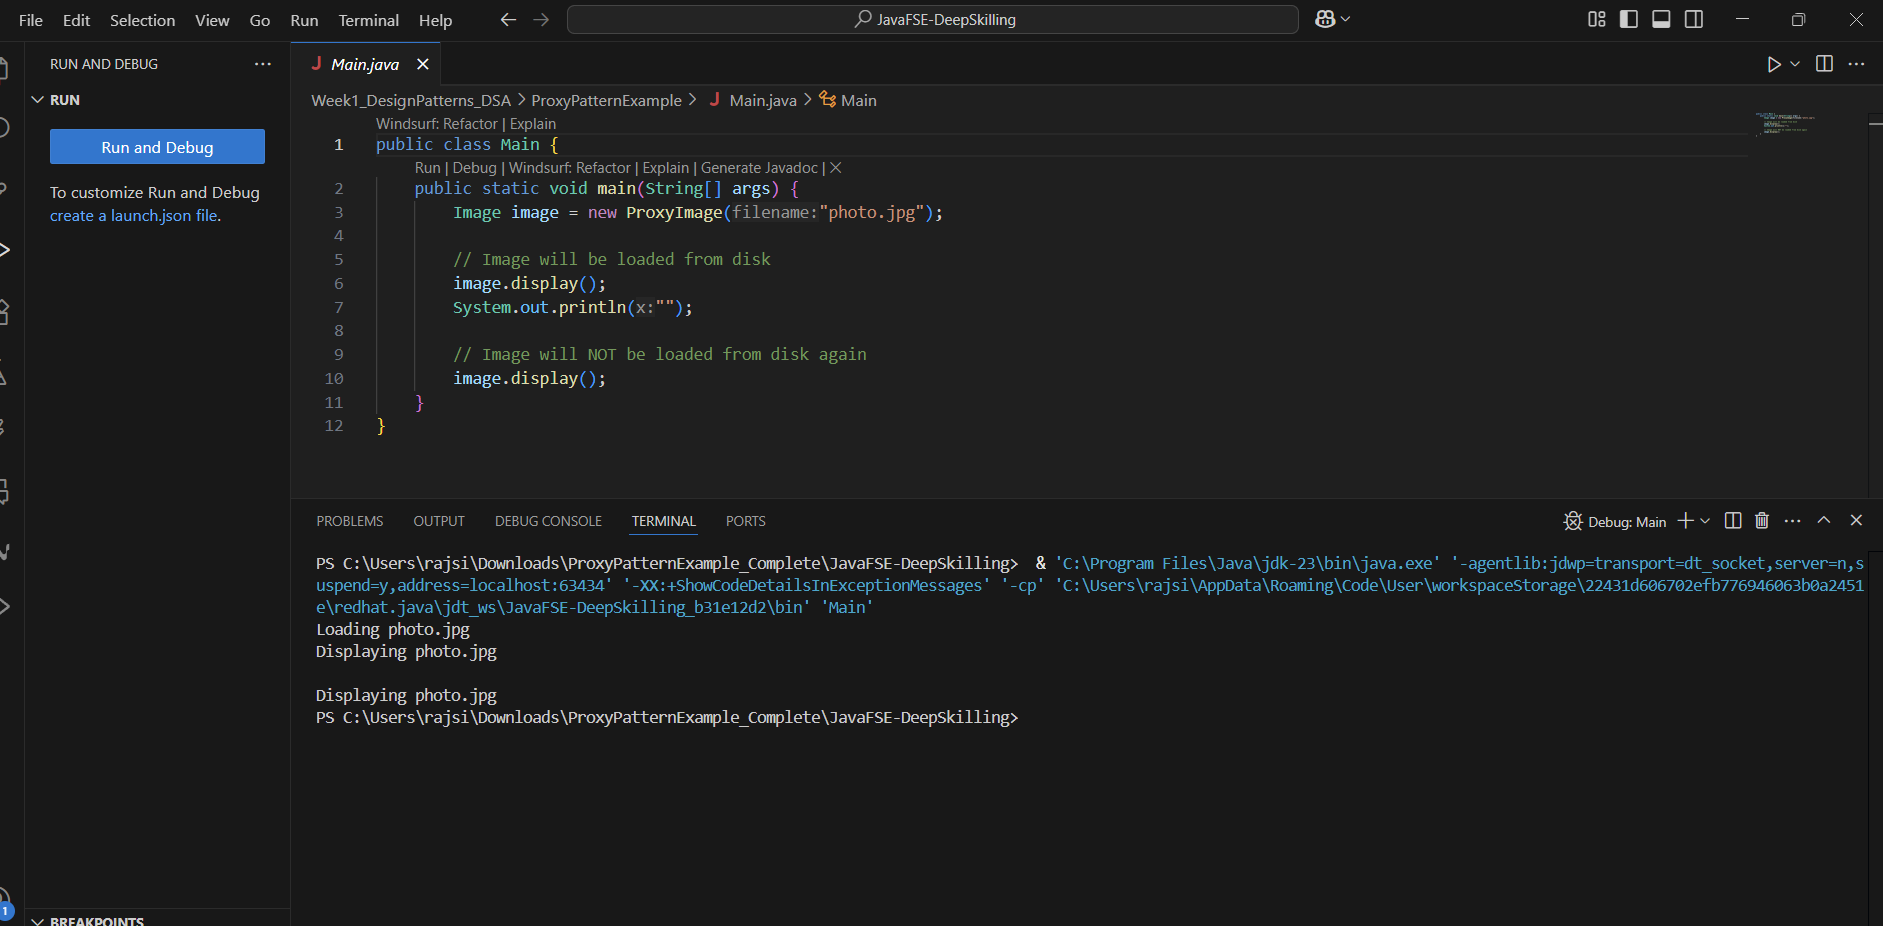 File Edit Selection View Go Run Terminal Help JavaFSE-DeepSkilling
RUN AND DEBUG
RUN
Run and Debug
To customize Run and Debug
create a launch.json file.
BREAKPOINTS
1
J Main.java
Week1_DesignPatterns_DSA > ProxyPatternExample > J Main.java > Main
Windsurf: Refactor | Explain
1 public class Main {
Run | Debug | Windsurf: Refactor | Explain | Generate Javadoc | X
2 public static void main(String[] args) {
3 Image image = new ProxyImage(filename:"photo.jpg");
4
5 // Image will be loaded from disk
6 image.display();
7 System.out.println(x:"");
8
9 // Image will NOT be loaded from disk again
10 image.display();
11 }
12 }
PROBLEMS OUTPUT DEBUG CONSOLE TERMINAL PORTS Debug: Main
PS C:\Users\rajsi\Downloads\ProxyPatternExample_Complete\JavaFSE-DeepSkilling> & 'C:\Program Files\Java\jdk-23\bin\java.exe' '-agentlib:jdwp=transport=dt_socket,server=n,s
uspend=y,address=localhost:63434' '-XX:+ShowCodeDetailsInExceptionMessages' '-cp' 'C:\Users\rajsi\AppData\Roaming\Code\User\workspaceStorage\22431d606702efb776946063b0a2451
e\redhat.java\jdt_ws\JavaFSE-DeepSkilling_b31e12d2\bin' 'Main'
Loading photo.jpg
Displaying photo.jpg
Displaying photo.jpg
PS C:\Users\rajsi\Downloads\ProxyPatternExample_Complete\JavaFSE-DeepSkilling>